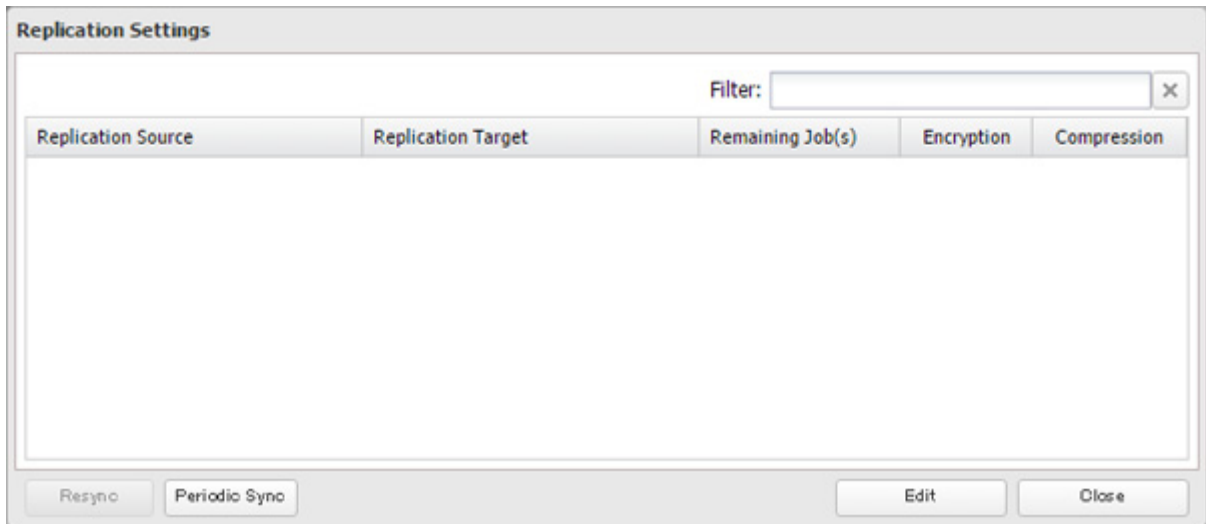 Replication Settings
Filter:
Replication Source Replication Target Remaining Job(s) Encryption Compression
Resync Periodic Sync Edit Close